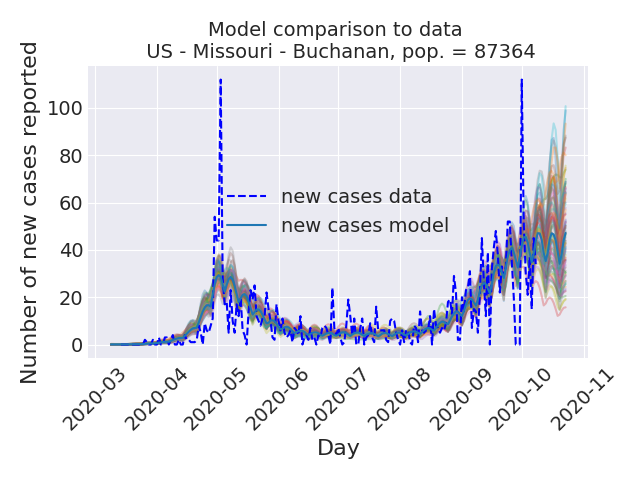 Model comparison to data
US - Missouri - Buchanan, pop. = 87364
Number of new cases reported
100
80
60
40
20
0
new cases data
new cases model
2020-03
2020-04
2020-05
2020-06
2020-07
2020-08
2020-09
2020-10
2020-11
Day